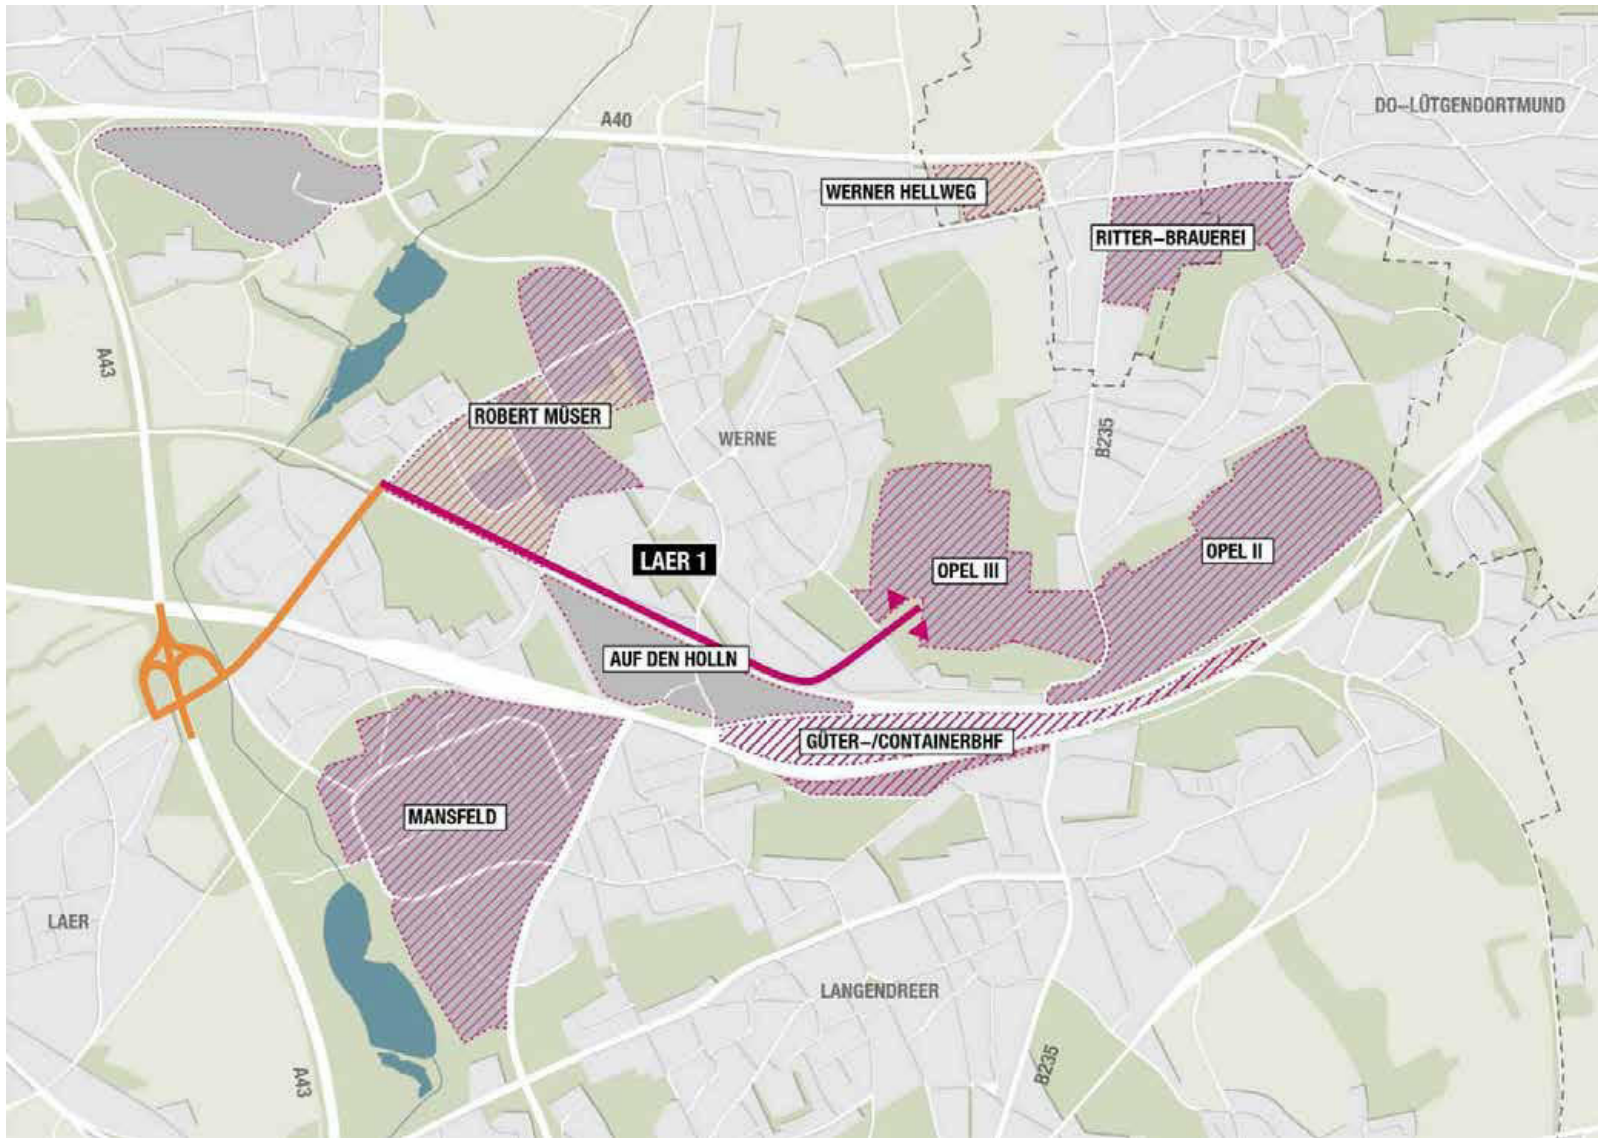 DO–LÜTGENDORTMUND
A40
WERNER HELLWEG
RITTER–BRAUEREI
A43
ROBERT MÜSER
WERNE
B235
LAER 1
OPEL III
OPEL II
AUF DEN HOLLN
GÜTER–/CONTAINERBHF
MANSFELD
LAER
LANGENDREER
A43
B235